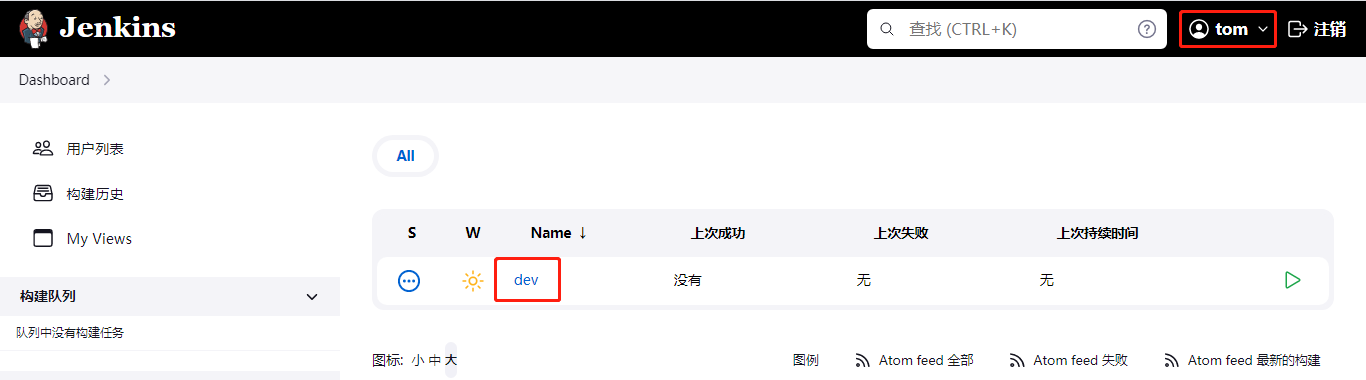 Jenkins 查找 (CTRL+K) tom 注销
Dashboard
用户列表
构建历史
My Views
构建队列
队列中没有构建任务
All
S W Name ↓ 上次成功 上次失败 上次持续时间
dev 没有 无 无
图标: 小 中 大 图例 Atom feed 全部 Atom feed 失败 Atom feed 最新的构建